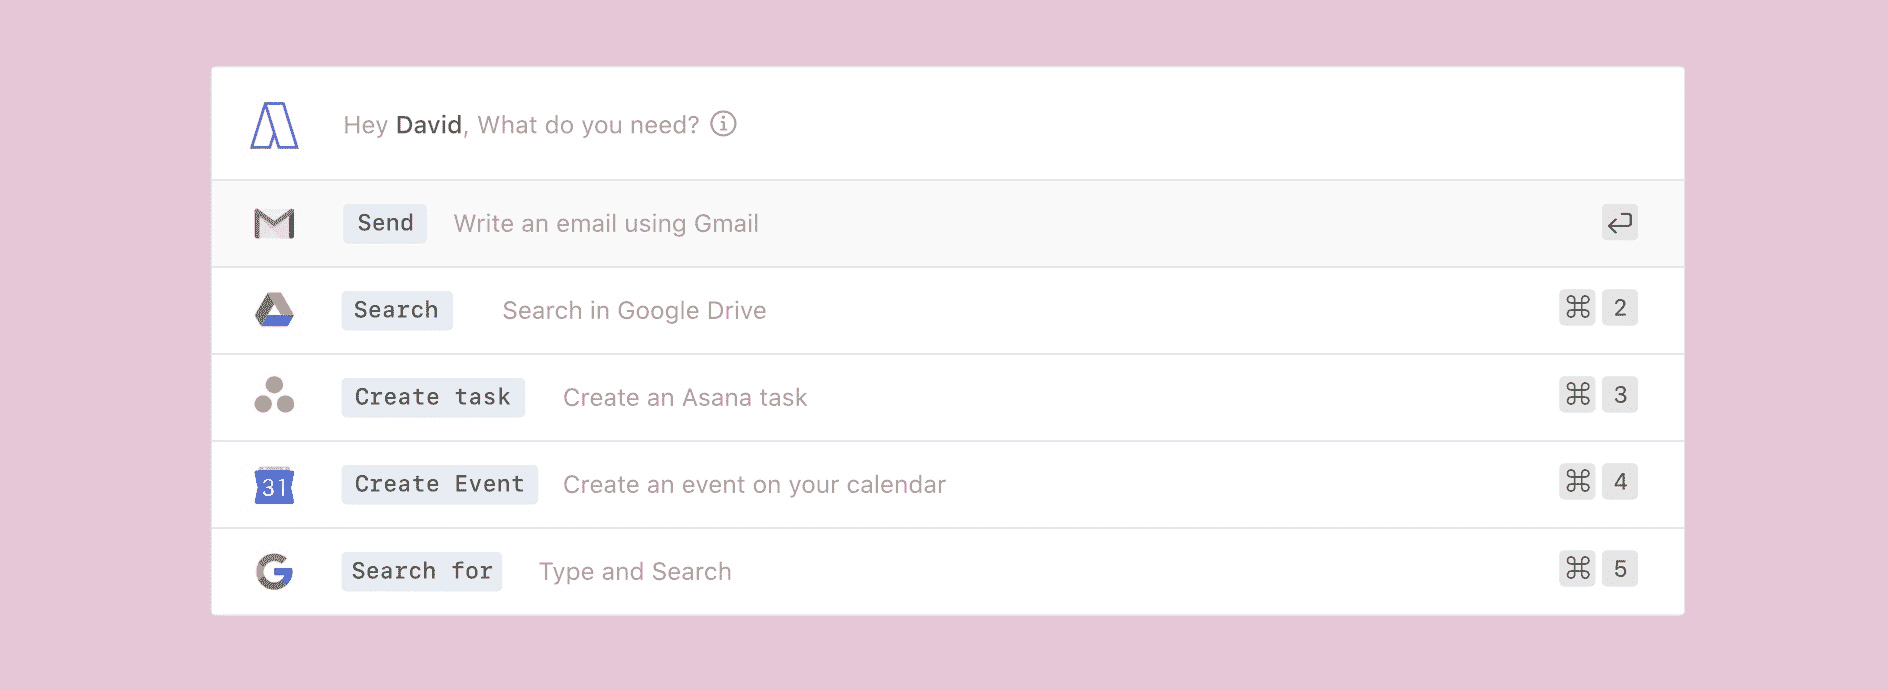 Hey David, What do you need?
Send Write an email using Gmail
Search Search in Google Drive ⌘ 2
Create task Create an Asana task ⌘ 3
31 Create Event Create an event on your calendar ⌘ 4
G Search for Type and Search ⌘ 5